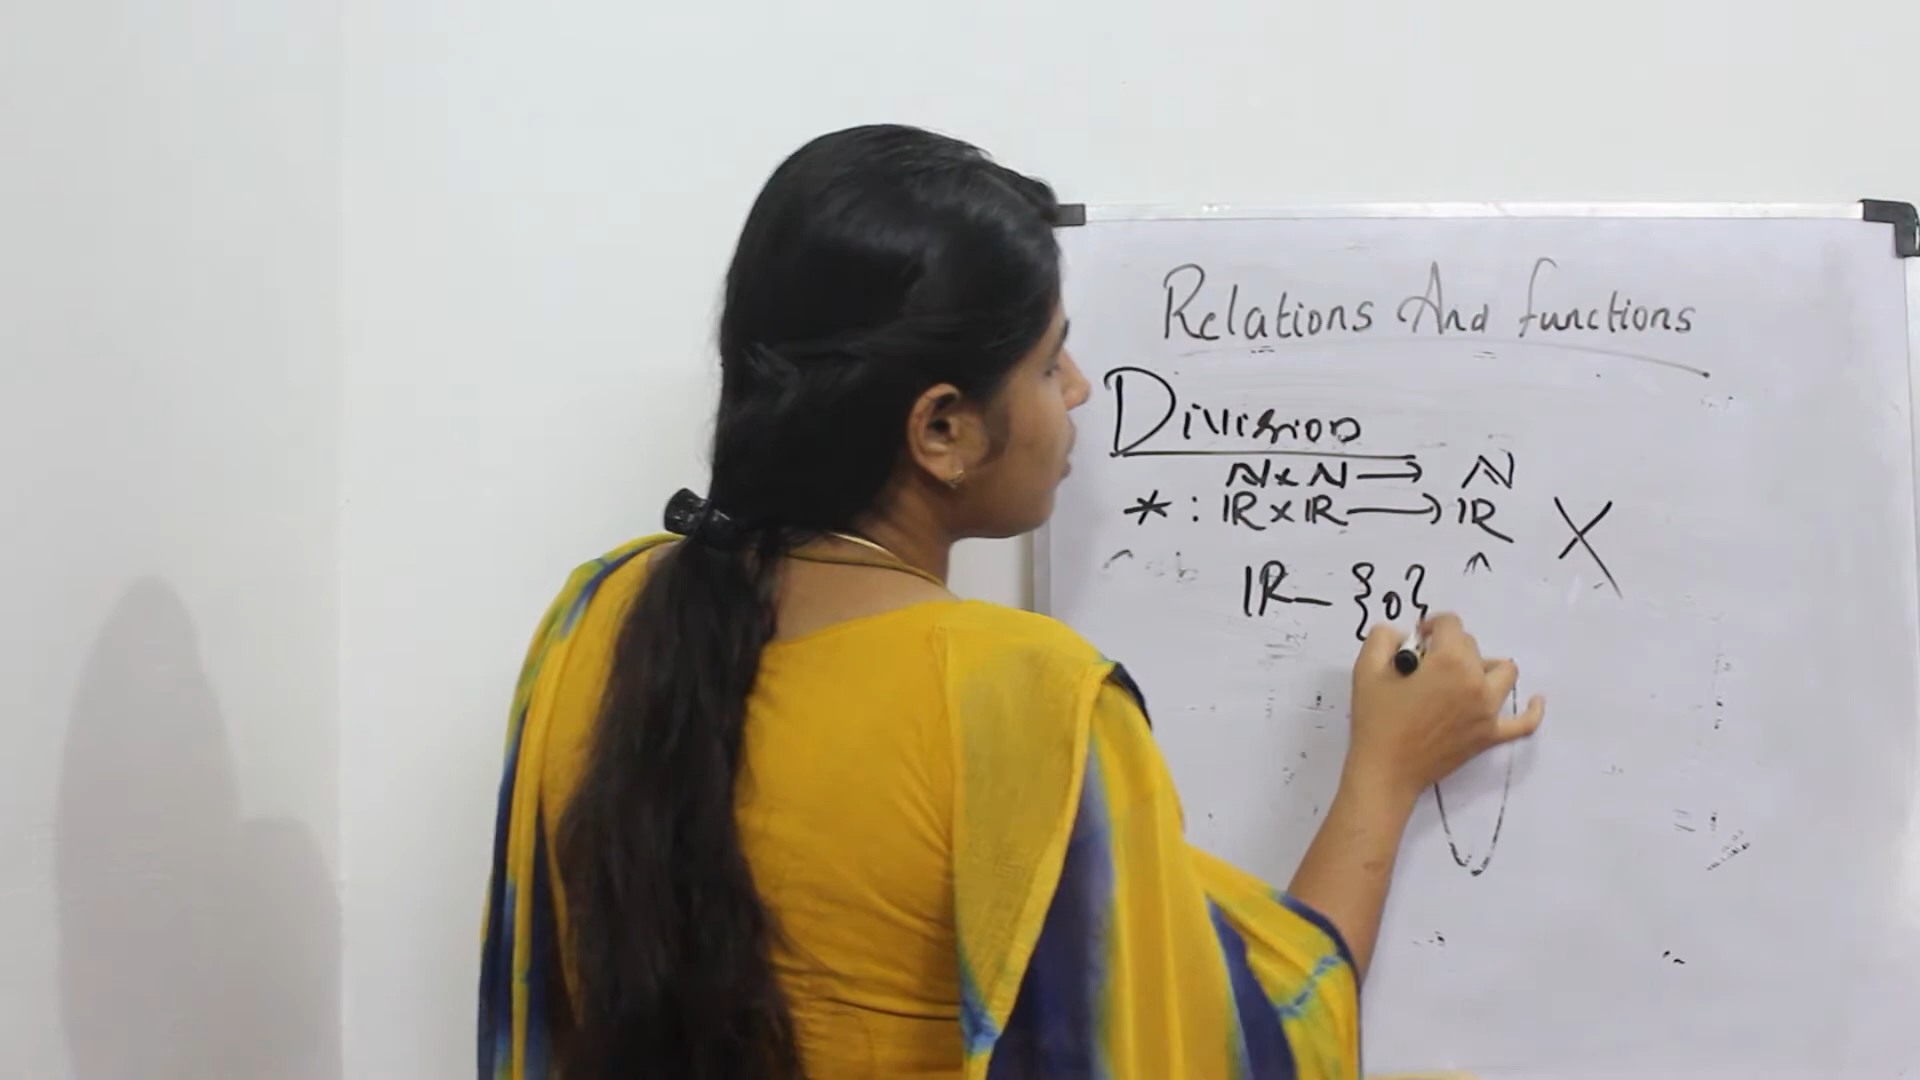 Relations And functions
Division
ℕ×ℕ⟶ ℕ
* : ℝ×ℝ⟶ℝ X
ℝ–{0}